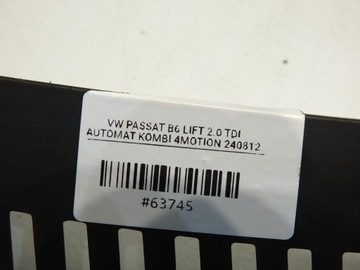 VW PASSAT B6 LIFT 2.0 TDI
AUTOMAT KOMBI 4MOTION 240812
#63745